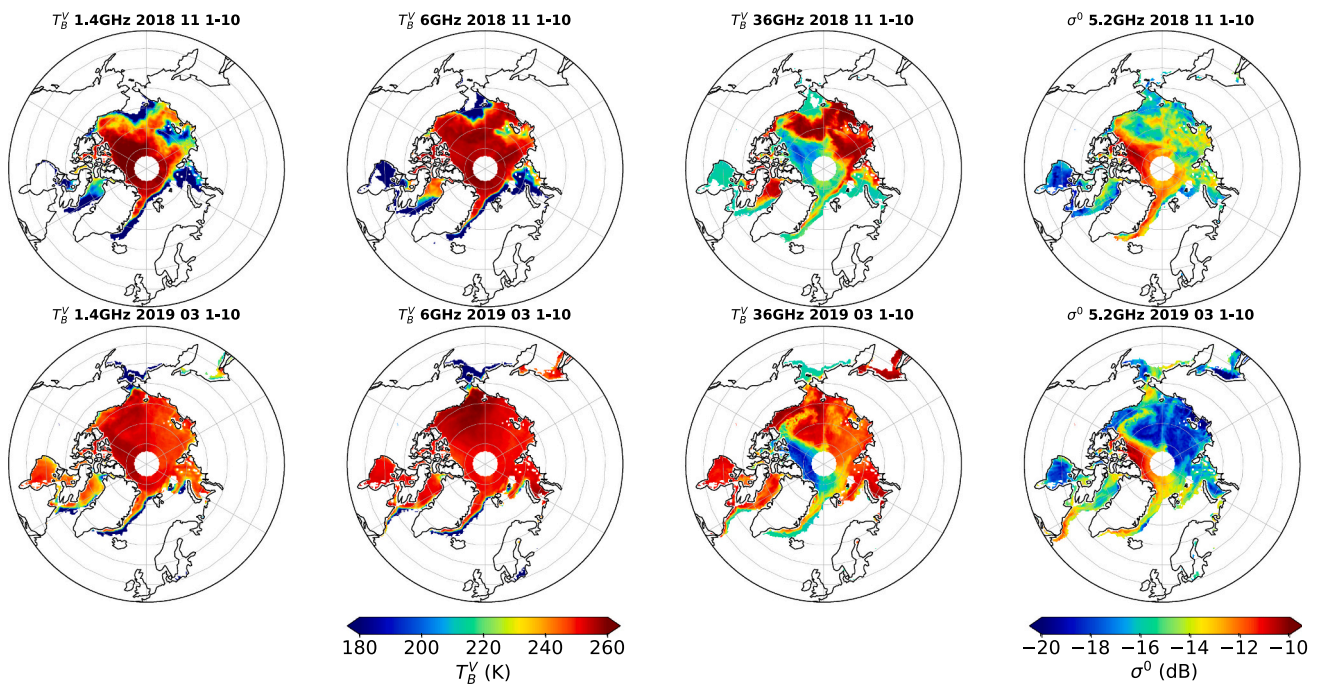 T_B^V 1.4GHz 2018 11 1-10
T_B^V 6GHz 2018 11 1-10
T_B^V 36GHz 2018 11 1-10
σ⁰ 5.2GHz 2018 11 1-10
T_B^V 1.4GHz 2019 03 1-10
T_B^V 6GHz 2019 03 1-10
T_B^V 36GHz 2019 03 1-10
σ⁰ 5.2GHz 2019 03 1-10
180 200 220 240 260
T_B^V (K)
−20 −18 −16 −14 −12 −10
σ⁰ (dB)